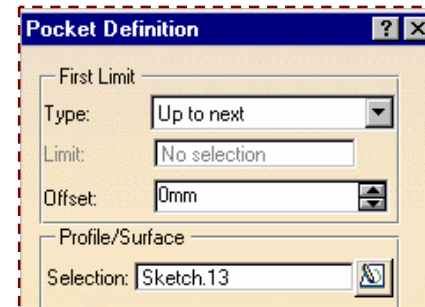 Pocket Definition ? X
First Limit
Type: Up to next
Limit: No selection
Offset: 0mm
Profile/Surface
Selection: Sketch.13